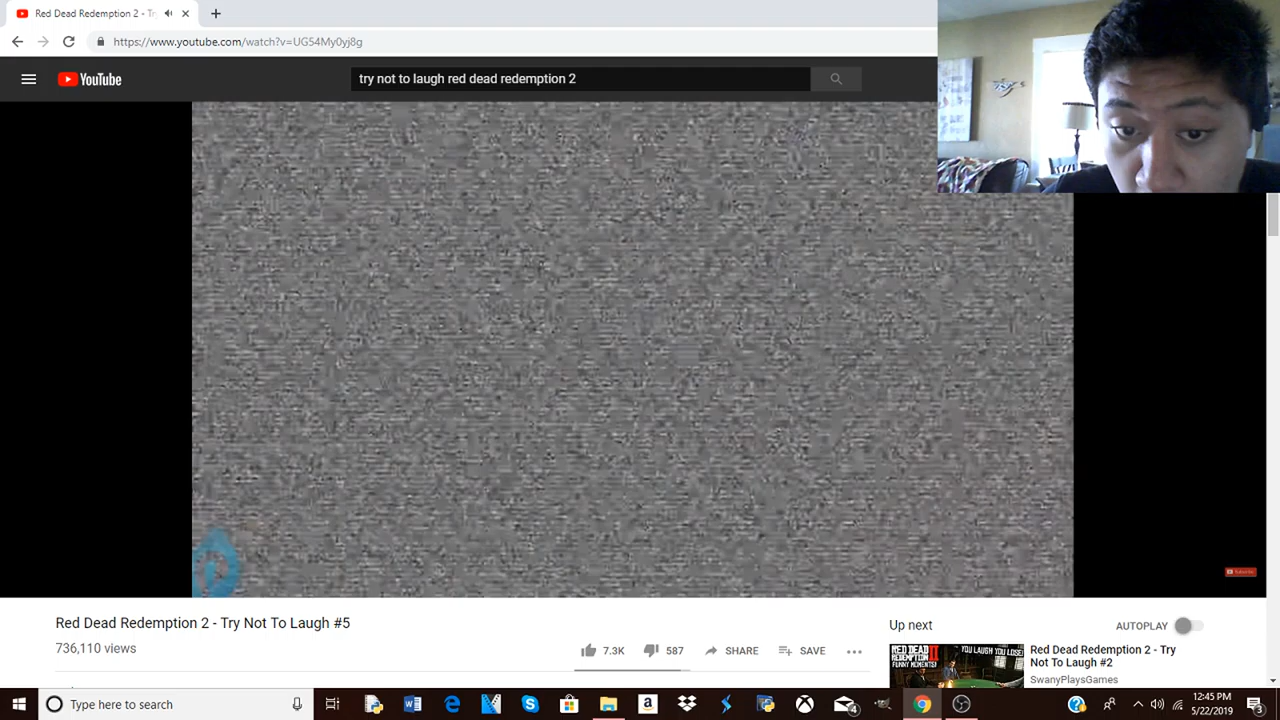 Red Dead Redemption 2 - Tr
https://www.youtube.com/watch?v=UG54My0yj8g
YouTube
try not to laugh red dead redemption 2
Subscribe
Red Dead Redemption 2 - Try Not To Laugh #5
736,110 views
7.3K
587
SHARE
SAVE
Up next
AUTOPLAY
RED DEAD
REDEMPTION II
FUNNY MOMENTS!
YOU LAUGH YOU LOSE!
Red Dead Redemption 2 - Try
Not To Laugh #2
SwanyPlaysGames
Type here to search
4
12:45 PM
5/22/2019
3